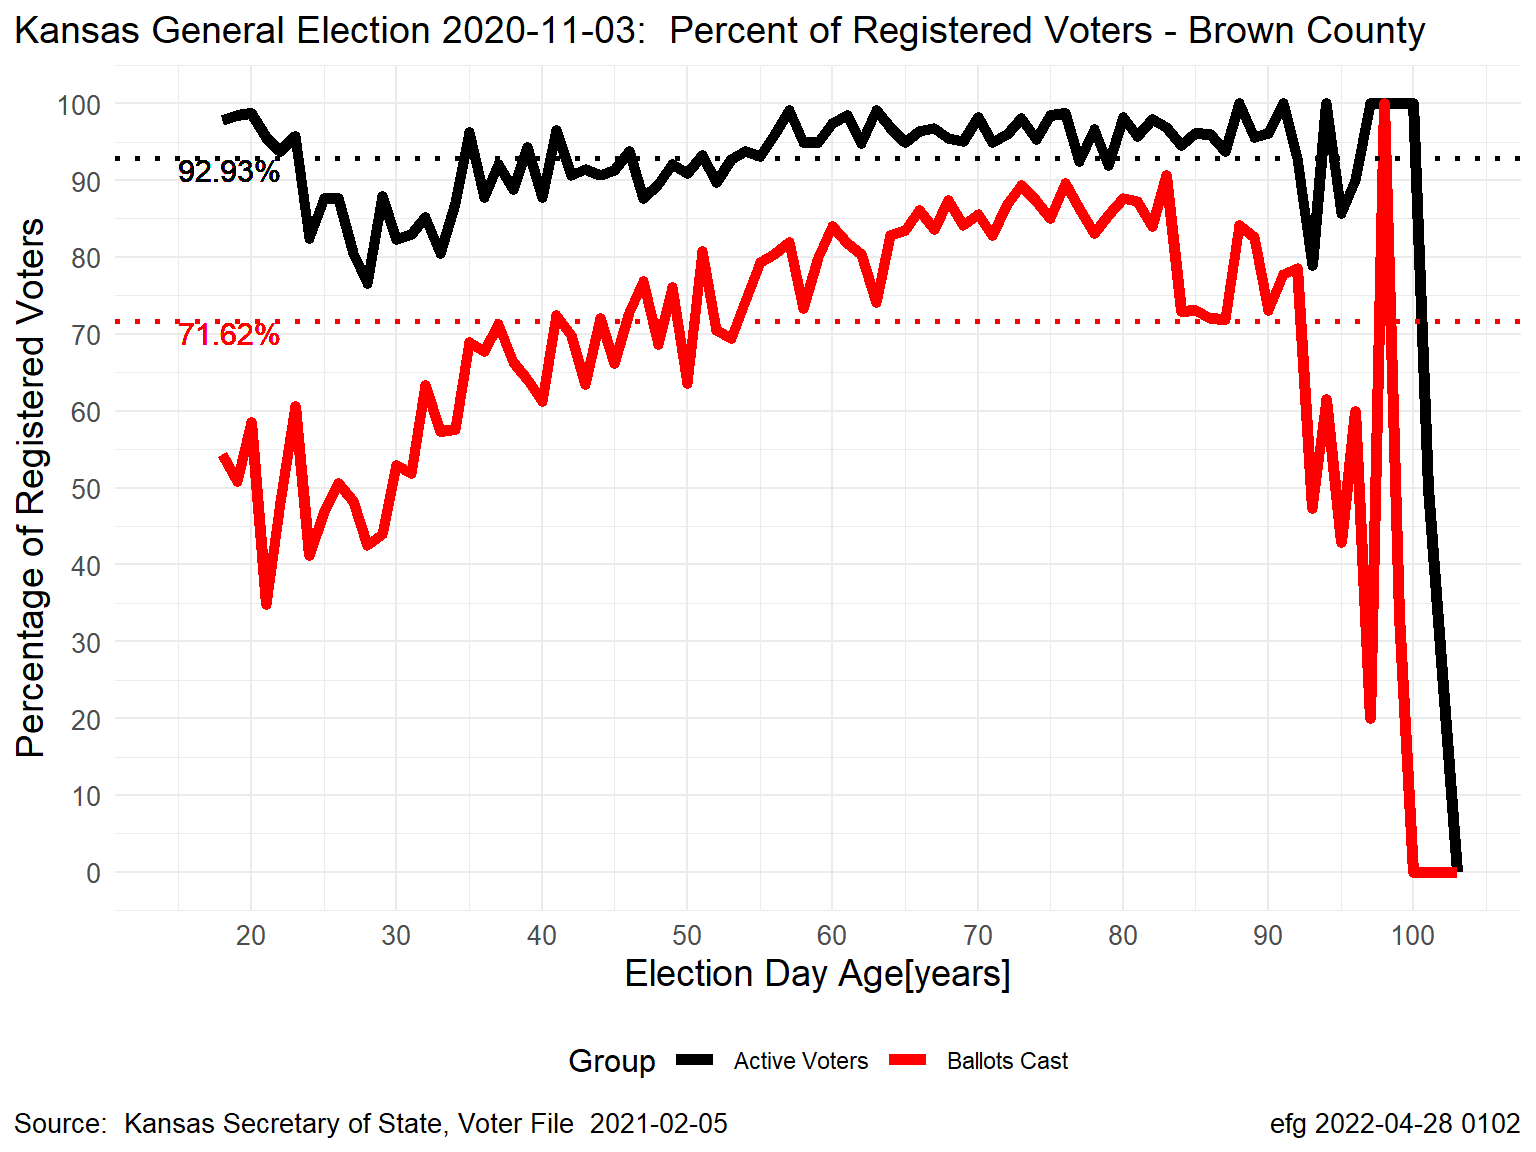 Kansas General Election 2020-11-03:  Percent of Registered Voters - Brown County
Percentage of Registered Voters
100
90
80
70
60
50
40
30
20
10
0
92.93%
71.62%
20 30 40 50 60 70 80 90 100
Election Day Age[years]
Group Active Voters Ballots Cast
Source:  Kansas Secretary of State, Voter File  2021-02-05
efg 2022-04-28 0102